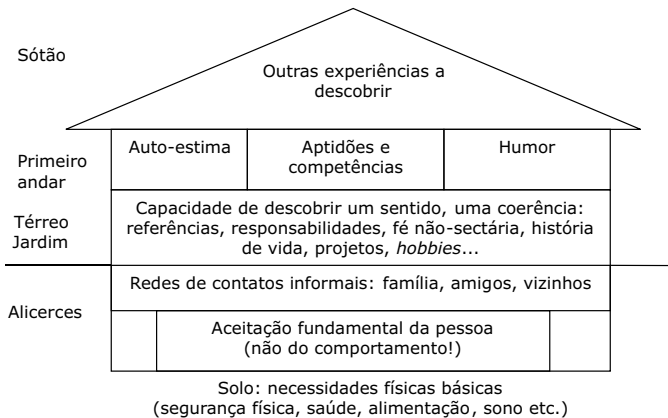 Sótão
Outras experiências a
descobrir
Primeiro
andar
Auto-estima
Aptidões e
competências
Humor
Térreo
Jardim
Capacidade de descobrir um sentido, uma coerência:
referências, responsabilidades, fé não-sectária, história
de vida, projetos, hobbies...
Alicerces
Redes de contatos informais: família, amigos, vizinhos
Aceitação fundamental da pessoa
(não do comportamento!)
Solo: necessidades físicas básicas
(segurança física, saúde, alimentação, sono etc.)